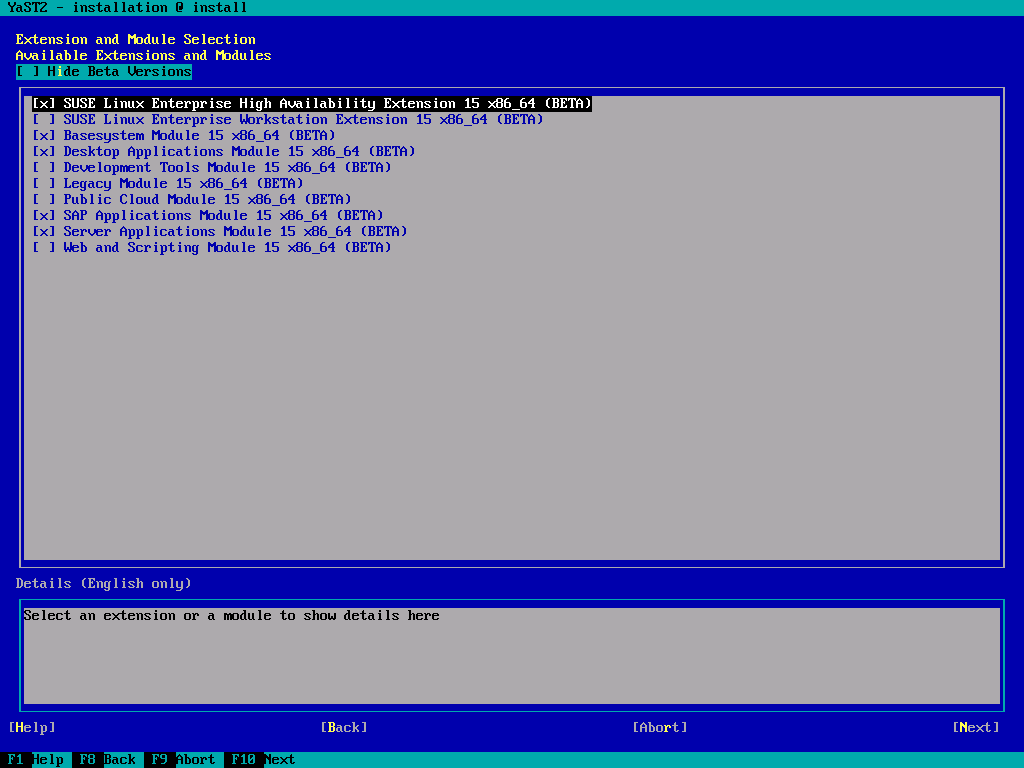 YaST2 - installation @ install
Extension and Module Selection
Available Extensions and Modules
[ ] Hide Beta Versions
[x] SUSE Linux Enterprise High Availability Extension 15 x86_64 (BETA)
[ ] SUSE Linux Enterprise Workstation Extension 15 x86_64 (BETA)
[x] Basesystem Module 15 x86_64 (BETA)
[x] Desktop Applications Module 15 x86_64 (BETA)
[ ] Development Tools Module 15 x86_64 (BETA)
[ ] Legacy Module 15 x86_64 (BETA)
[ ] Public Cloud Module 15 x86_64 (BETA)
[x] SAP Applications Module 15 x86_64 (BETA)
[x] Server Applications Module 15 x86_64 (BETA)
[ ] Web and Scripting Module 15 x86_64 (BETA)
Details (English only)
Select an extension or a module to show details here
[Help] [Back] [Abort] [Next]
F1 Help F8 Back F9 Abort F10 Next